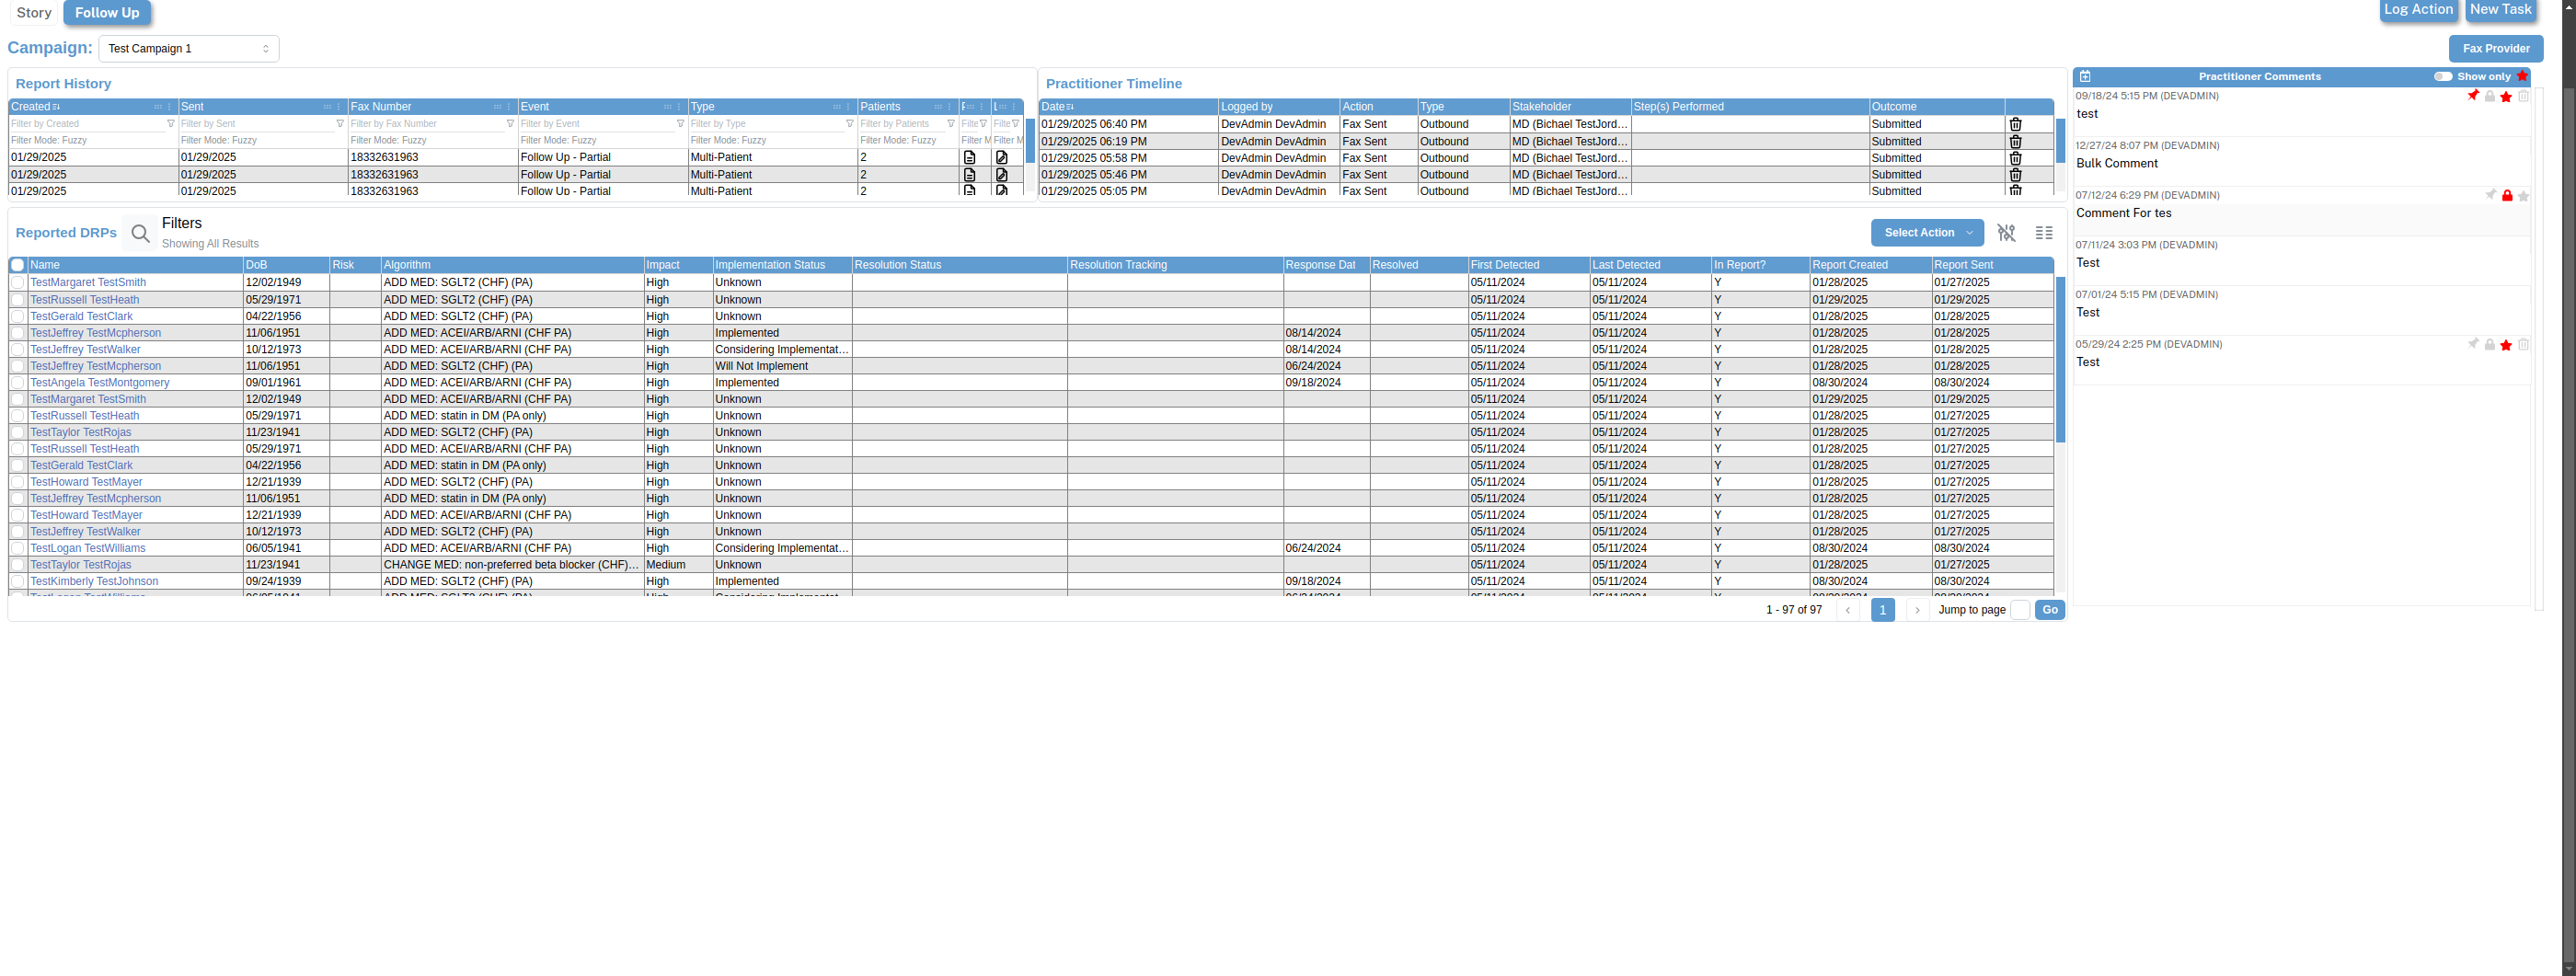 Story Follow Up Log Action New Task
Campaign: Test Campaign 1 Fax Provider
Report History
Created Sent Fax Number Event Type Patients
Filter by Created Filter by Sent Filter by Fax Number Filter by Event Filter by Type Filter by Patients Filte Filte
Filter Mode: Fuzzy Filter Mode: Fuzzy Filter Mode: Fuzzy Filter Mode: Fuzzy Filter Mode: Fuzzy Filter Mode: Fuzzy Filter M Filter M
01/29/2025 01/29/2025 18332631963 Follow Up - Partial Multi-Patient 2
01/29/2025 01/29/2025 18332631963 Follow Up - Partial Multi-Patient 2
01/29/2025 01/29/2025 18332631963 Follow Up - Partial Multi-Patient 2
Practitioner Timeline
Date Logged by Action Type Stakeholder Step(s) Performed Outcome
01/29/2025 06:40 PM DevAdmin DevAdmin Fax Sent Outbound MD (Bichael TestJord... Submitted
01/29/2025 06:19 PM DevAdmin DevAdmin Fax Sent Outbound MD (Bichael TestJord... Submitted
01/29/2025 05:58 PM DevAdmin DevAdmin Fax Sent Outbound MD (Bichael TestJord... Submitted
01/29/2025 05:46 PM DevAdmin DevAdmin Fax Sent Outbound MD (Bichael TestJord... Submitted
01/29/2025 05:05 PM DevAdmin DevAdmin Fax Sent Outbound MD (Bichael TestJord... Submitted
Practitioner Comments Show only
09/18/24 5:15 PM (DEVADMIN)
test
12/27/24 8:07 PM (DEVADMIN)
Bulk Comment
07/12/24 6:29 PM (DEVADMIN)
Comment For tes
07/11/24 3:03 PM (DEVADMIN)
Test
07/01/24 5:15 PM (DEVADMIN)
Test
05/29/24 2:25 PM (DEVADMIN)
Test
Reported DRPs Filters Select Action
Showing All Results
Name DoB Risk Algorithm Impact Implementation Status Resolution Status Resolution Tracking Response Dat Resolved First Detected Last Detected In Report? Report Created Report Sent
TestMargaret TestSmith 12/02/1949 ADD MED: SGLT2 (CHF) (PA) High Unknown 05/11/2024 05/11/2024 Y 01/28/2025 01/27/2025
TestRussell TestHeath 05/29/1971 ADD MED: SGLT2 (CHF) (PA) High Unknown 05/11/2024 05/11/2024 Y 01/29/2025 01/29/2025
TestGerald TestClark 04/22/1956 ADD MED: SGLT2 (CHF) (PA) High Unknown 05/11/2024 05/11/2024 Y 01/28/2025 01/28/2025
TestJeffrey TestMcpherson 11/06/1951 ADD MED: ACEI/ARB/ARNI (CHF PA) High Implemented 08/14/2024 05/11/2024 05/11/2024 Y 01/28/2025 01/28/2025
TestJeffrey TestWalker 10/12/1973 ADD MED: ACEI/ARB/ARNI (CHF PA) High Considering Implementat... 08/14/2024 05/11/2024 05/11/2024 Y 01/28/2025 01/28/2025
TestJeffrey TestMcpherson 11/06/1951 ADD MED: SGLT2 (CHF) (PA) High Will Not Implement 06/24/2024 05/11/2024 05/11/2024 Y 01/28/2025 01/28/2025
TestAngela TestMontgomery 09/01/1961 ADD MED: ACEI/ARB/ARNI (CHF PA) High Implemented 09/18/2024 05/11/2024 05/11/2024 Y 08/30/2024 08/30/2024
TestMargaret TestSmith 12/02/1949 ADD MED: ACEI/ARB/ARNI (CHF PA) High Unknown 05/11/2024 05/11/2024 Y 01/29/2025 01/29/2025
TestRussell TestHeath 05/29/1971 ADD MED: statin in DM (PA only) High Unknown 05/11/2024 05/11/2024 Y 01/28/2025 01/27/2025
TestTaylor TestRojas 11/23/1941 ADD MED: SGLT2 (CHF) (PA) High Unknown 05/11/2024 05/11/2024 Y 01/28/2025 01/27/2025
TestRussell TestHeath 05/29/1971 ADD MED: ACEI/ARB/ARNI (CHF PA) High Unknown 05/11/2024 05/11/2024 Y 01/28/2025 01/27/2025
TestGerald TestClark 04/22/1956 ADD MED: statin in DM (PA only) High Unknown 05/11/2024 05/11/2024 Y 01/28/2025 01/27/2025
TestHoward TestMayer 12/21/1939 ADD MED: SGLT2 (CHF) (PA) High Unknown 05/11/2024 05/11/2024 Y 01/28/2025 01/27/2025
TestJeffrey TestMcpherson 11/06/1951 ADD MED: statin in DM (PA only) High Unknown 05/11/2024 05/11/2024 Y 01/28/2025 01/27/2025
TestHoward TestMayer 12/21/1939 ADD MED: ACEI/ARB/ARNI (CHF PA) High Unknown 05/11/2024 05/11/2024 Y 01/28/2025 01/27/2025
TestJeffrey TestWalker 10/12/1973 ADD MED: SGLT2 (CHF) (PA) High Unknown 05/11/2024 05/11/2024 Y 01/28/2025 01/27/2025
TestLogan TestWilliams 06/05/1941 ADD MED: ACEI/ARB/ARNI (CHF PA) High Considering Implementat... 06/24/2024 05/11/2024 05/11/2024 Y 08/30/2024 08/30/2024
TestTaylor TestRojas 11/23/1941 CHANGE MED: non-preferred beta blocker (CHF)... Medium Unknown 05/11/2024 05/11/2024 Y 01/28/2025 01/27/2025
TestKimberly TestJohnson 09/24/1939 ADD MED: SGLT2 (CHF) (PA) High Implemented 09/18/2024 05/11/2024 05/11/2024 Y 08/30/2024 08/30/2024
1 - 97 of 97 1 Jump to page Go